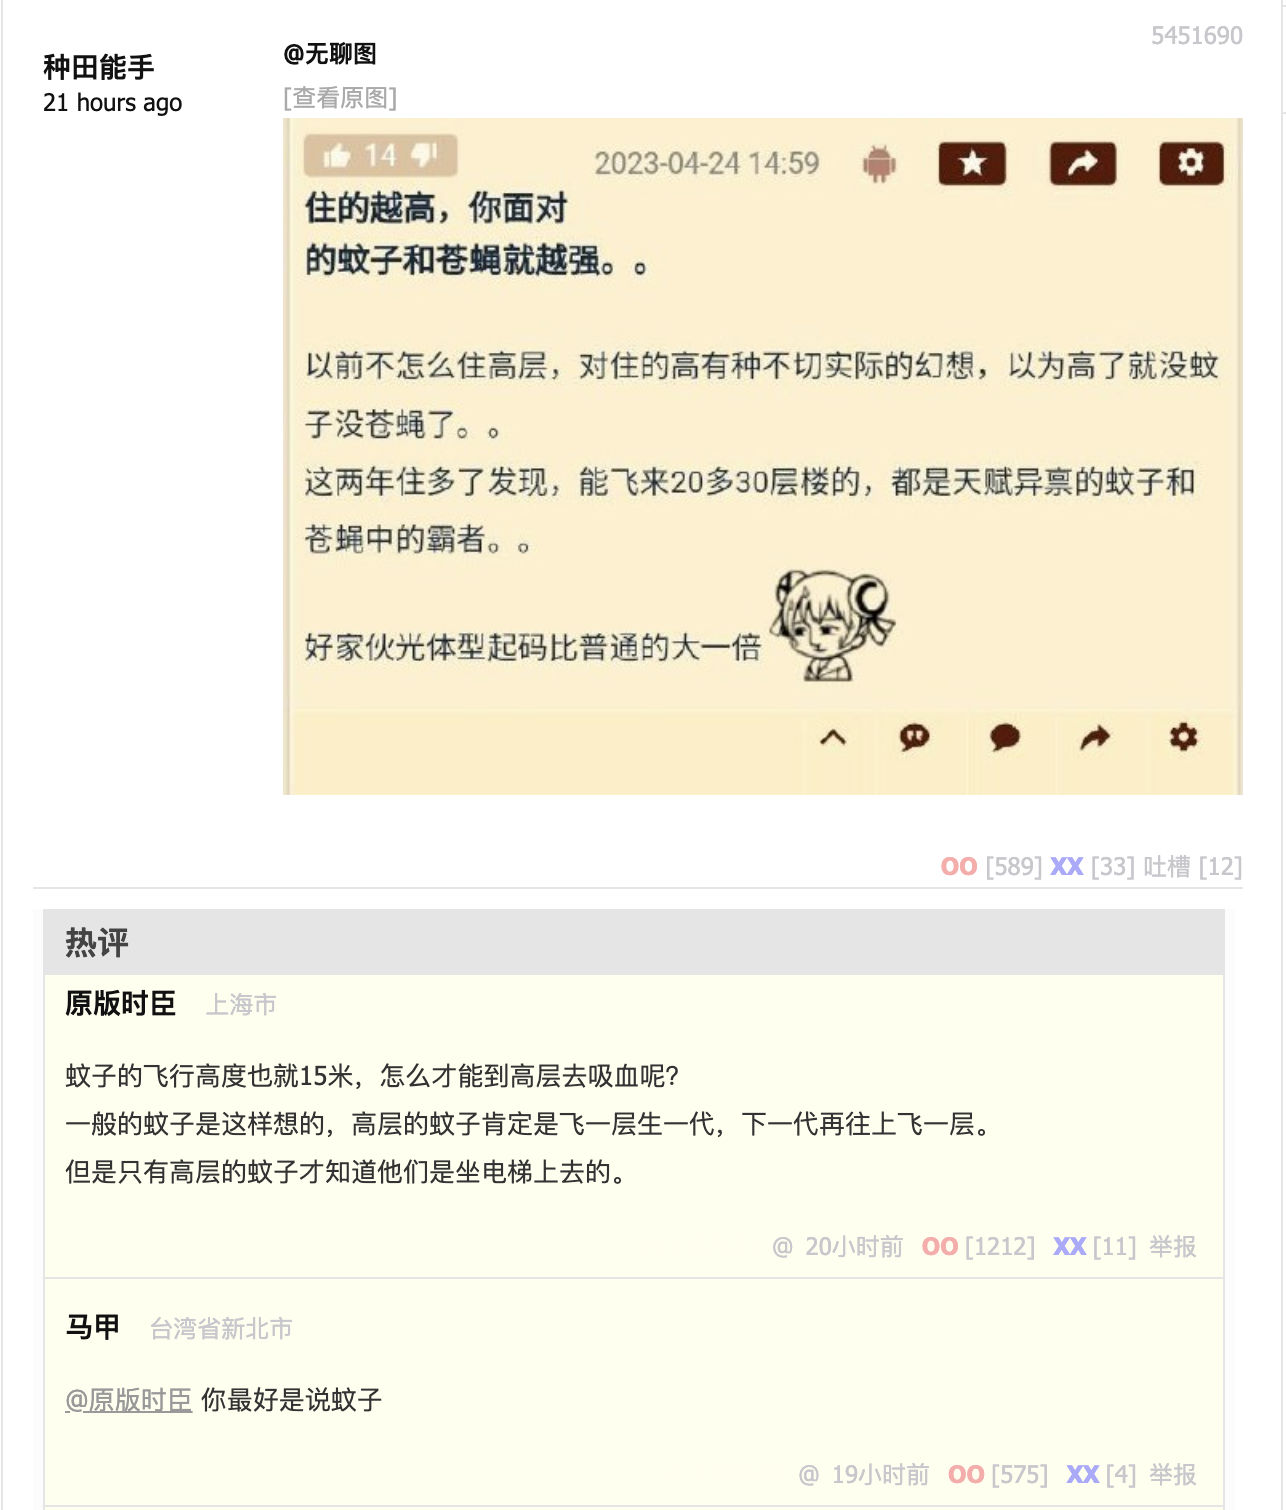 5451690
种田能手
21 hours ago
@无聊图
[查看原图]
14
2023-04-24 14:59
住的越高，你面对
的蚊子和苍蝇就越强。。
以前不怎么住高层，对住的高有种不切实际的幻想，以为高了就没蚊
子没苍蝇了。。
这两年住多了发现，能飞来20多30层楼的，都是天赋异禀的蚊子和
苍蝇中的霸者。。
好家伙光体型起码比普通的大一倍
OO [589] XX [33] 吐槽 [12]
热评
原版时臣 上海市
蚊子的飞行高度也就15米，怎么才能到高层去吸血呢？
一般的蚊子是这样想的，高层的蚊子肯定是飞一层生一代，下一代再往上飞一层。
但是只有高层的蚊子才知道他们是坐电梯上去的。
@ 20小时前 OO [1212] XX [11] 举报
马甲 台湾省新北市
@原版时臣 你最好是说蚊子
@ 19小时前 OO [575] XX [4] 举报